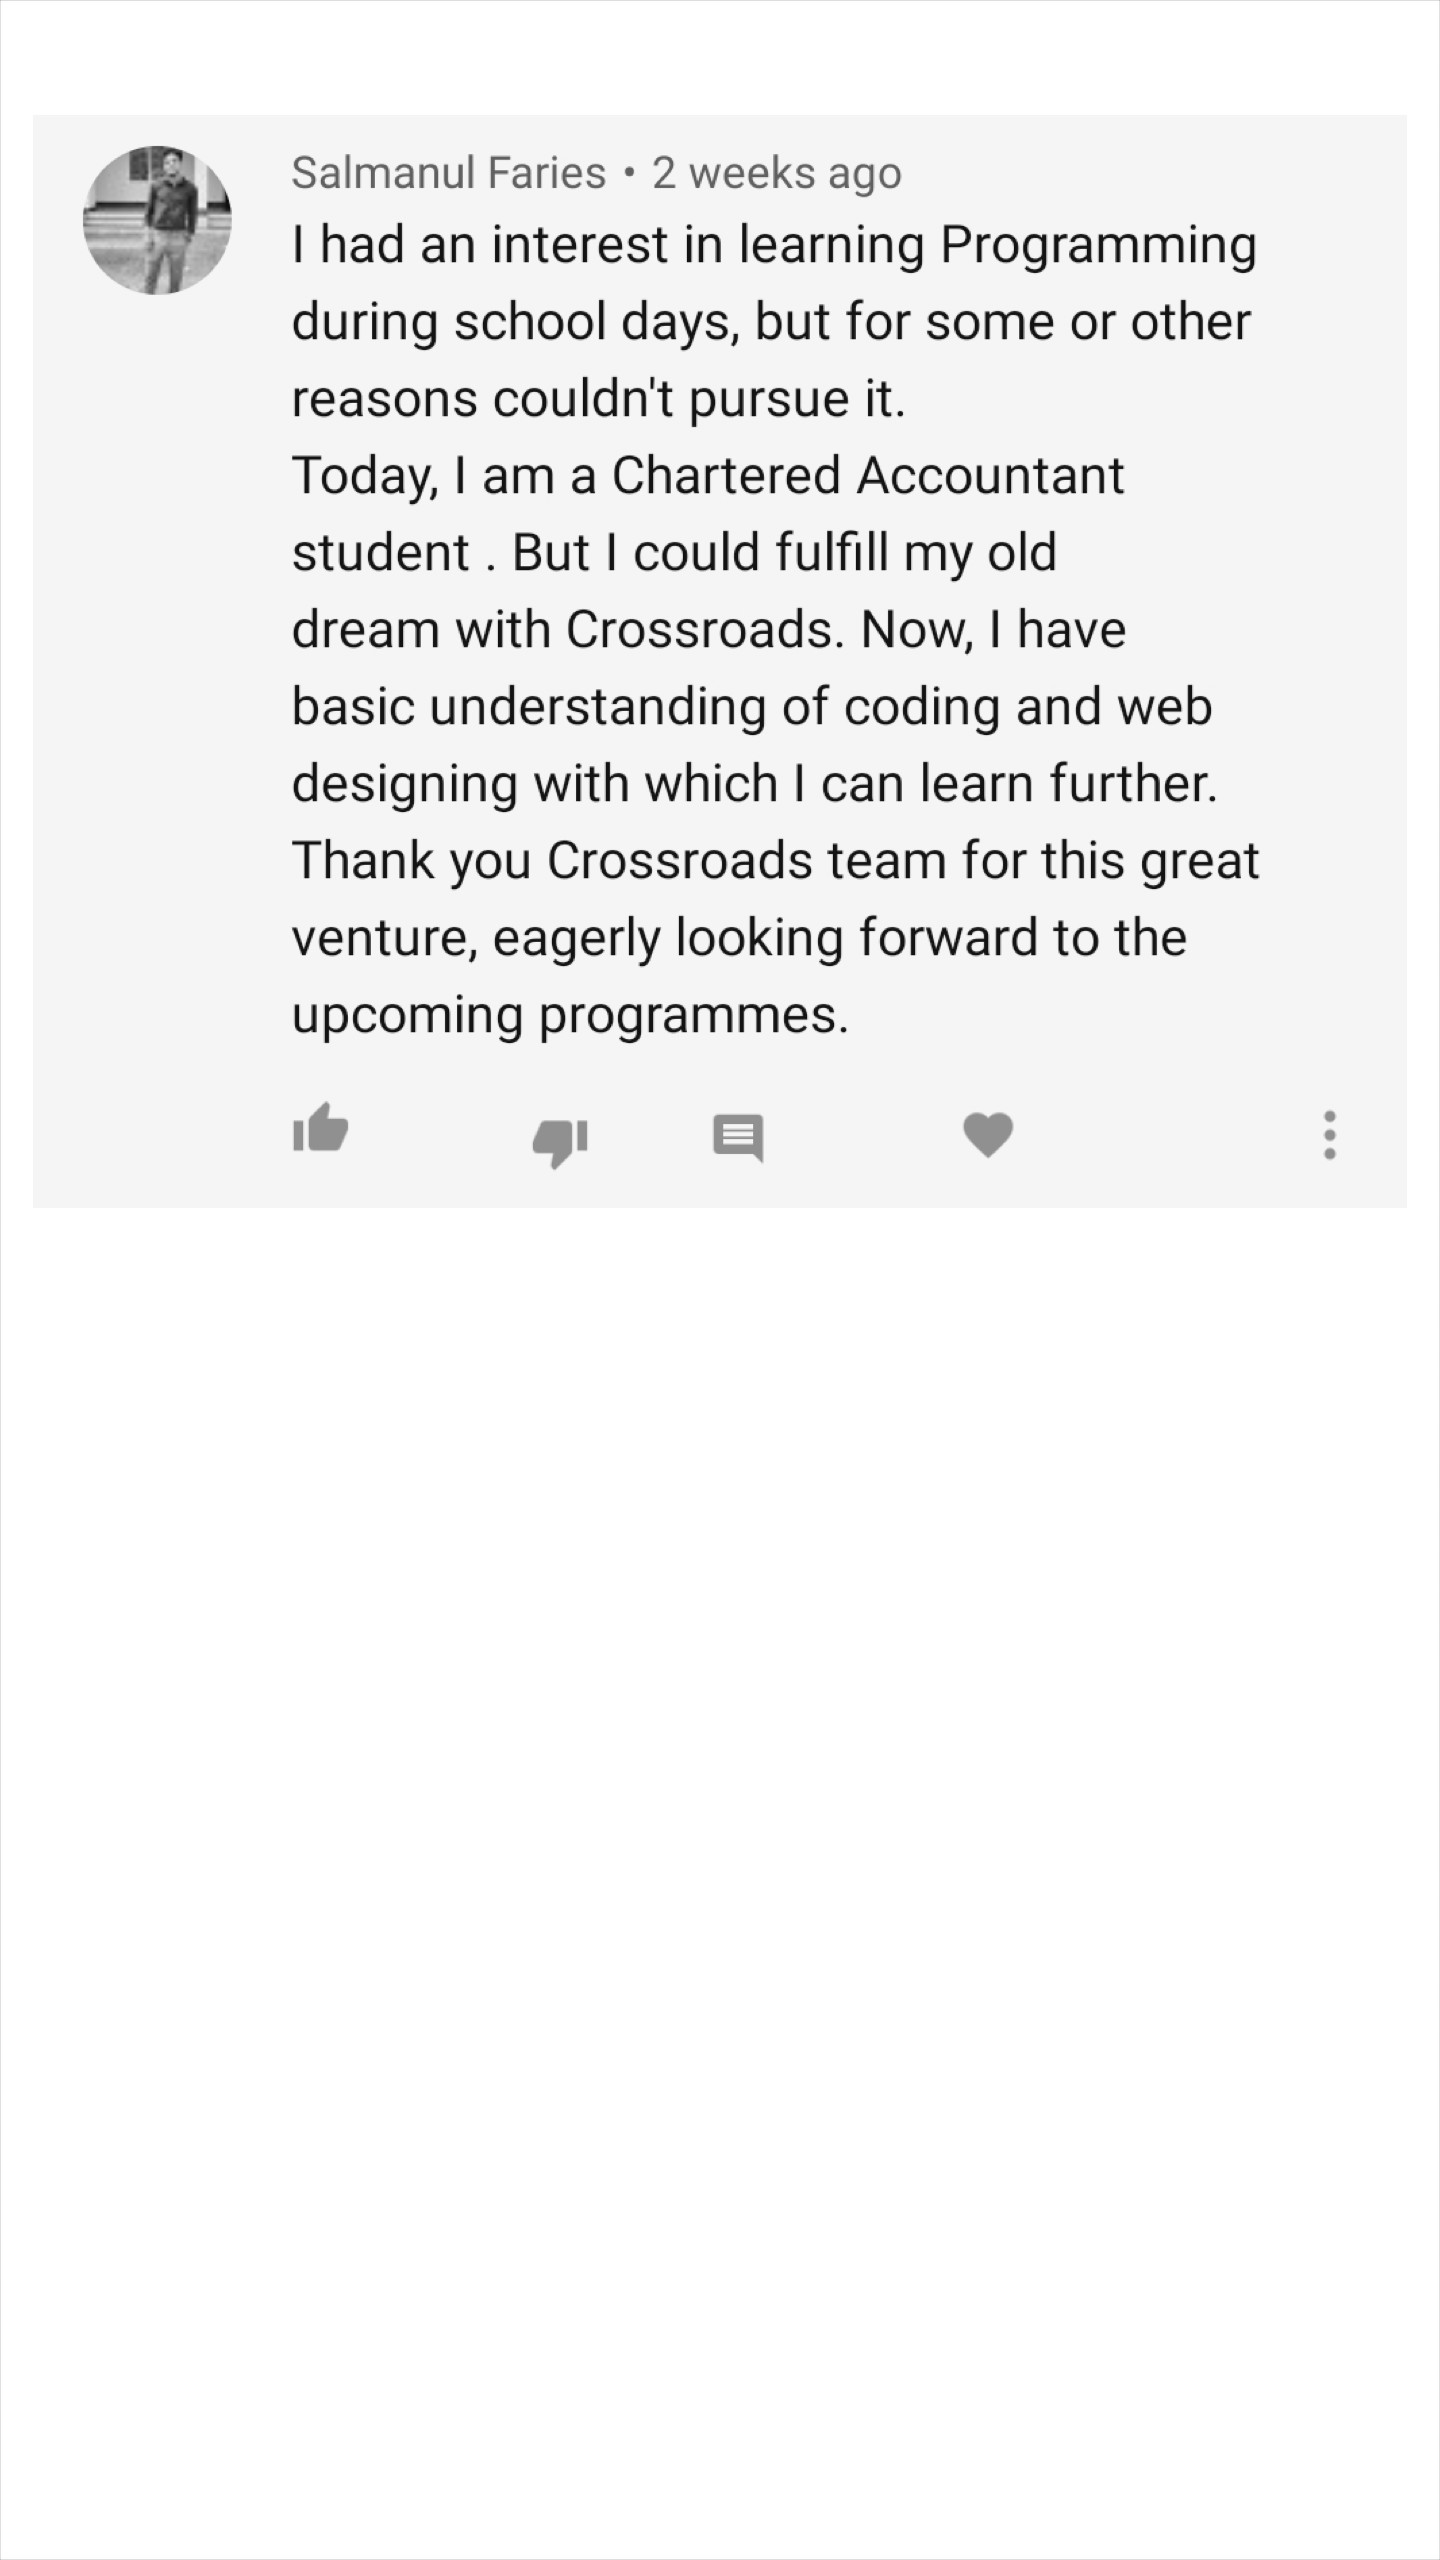 Salmanul Faries • 2 weeks ago
I had an interest in learning Programming
during school days, but for some or other
reasons couldn't pursue it.
Today, I am a Chartered Accountant
student . But I could fulfill my old
dream with Crossroads. Now, I have
basic understanding of coding and web
designing with which I can learn further.
Thank you Crossroads team for this great
venture, eagerly looking forward to the
upcoming programmes.